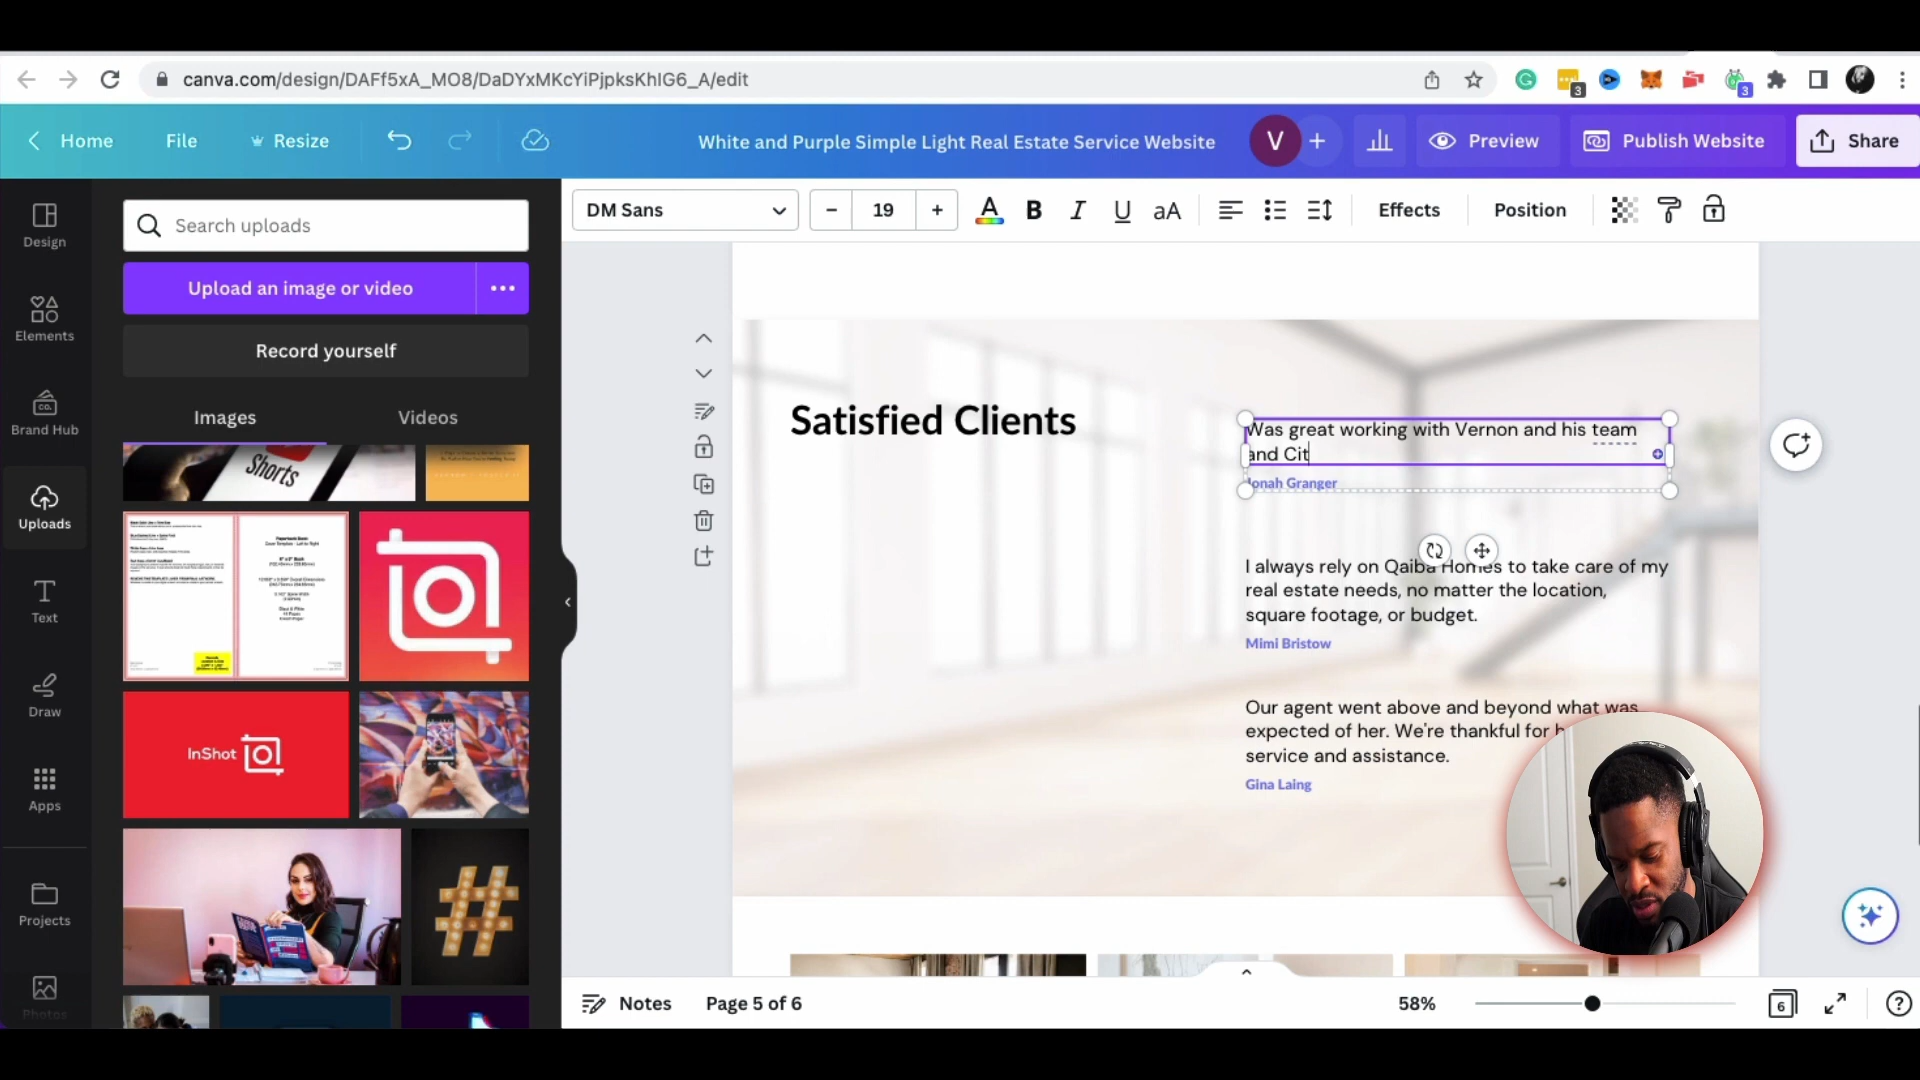 canva.com/design/DAFf5xA_MO8/DaDYxMKcYiPjpksKhIG6_A/edit
3
3
Home
File
Resize
White and Purple Simple Light Real Estate Service Website
V
Preview
Publish Website
Share
Design
Elements
CO.
Brand Hub
Uploads
Text
Draw
Apps
Projects
Photos
Search uploads
Upload an image or video
Record yourself
Images
Videos
Shorts
InShot
#
DM Sans
19
A
B
I
U
aA
Effects
Position
Satisfied Clients
Was great working with Vernon and his team
and Cit
Jonah Granger
I always rely on Qaiba Homes to take care of my
real estate needs, no matter the location,
square footage, or budget.
Mimi Bristow
Our agent went above and beyond what was
expected of her. We're thankful for
service and assistance.
Gina Laing
Notes
Page 5 of 6
58%
6
?